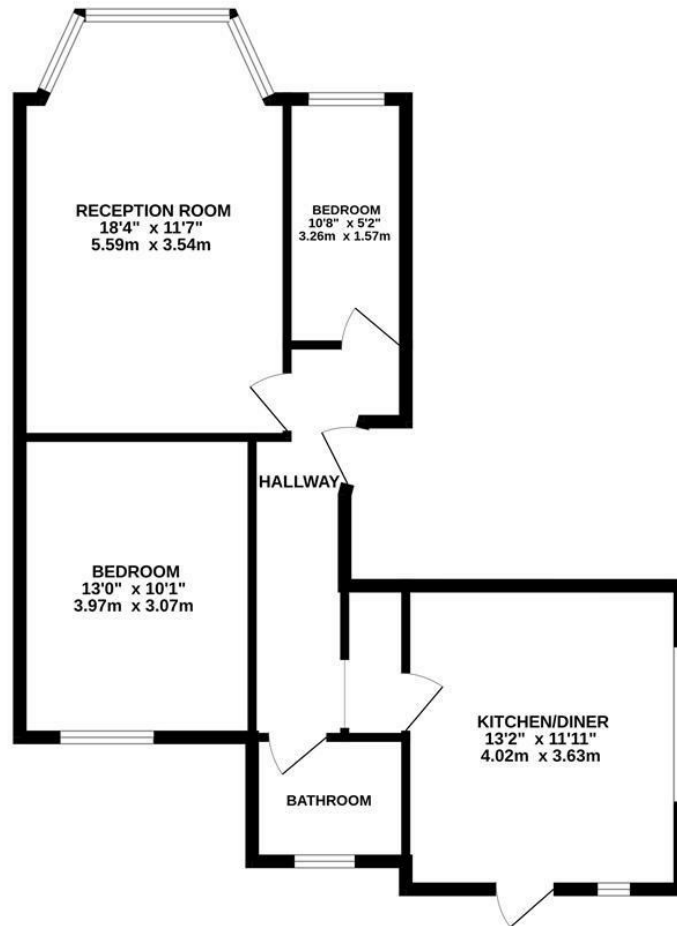 RECEPTION ROOM
18'4" x 11'7"
5.59m x 3.54m
BEDROOM
10'8" x 5'2"
3.26m x 1.57m
HALLWAY
BEDROOM
13'0" x 10'1"
3.97m x 3.07m
KITCHEN/DINER
13'2" x 11'11"
4.02m x 3.63m
BATHROOM